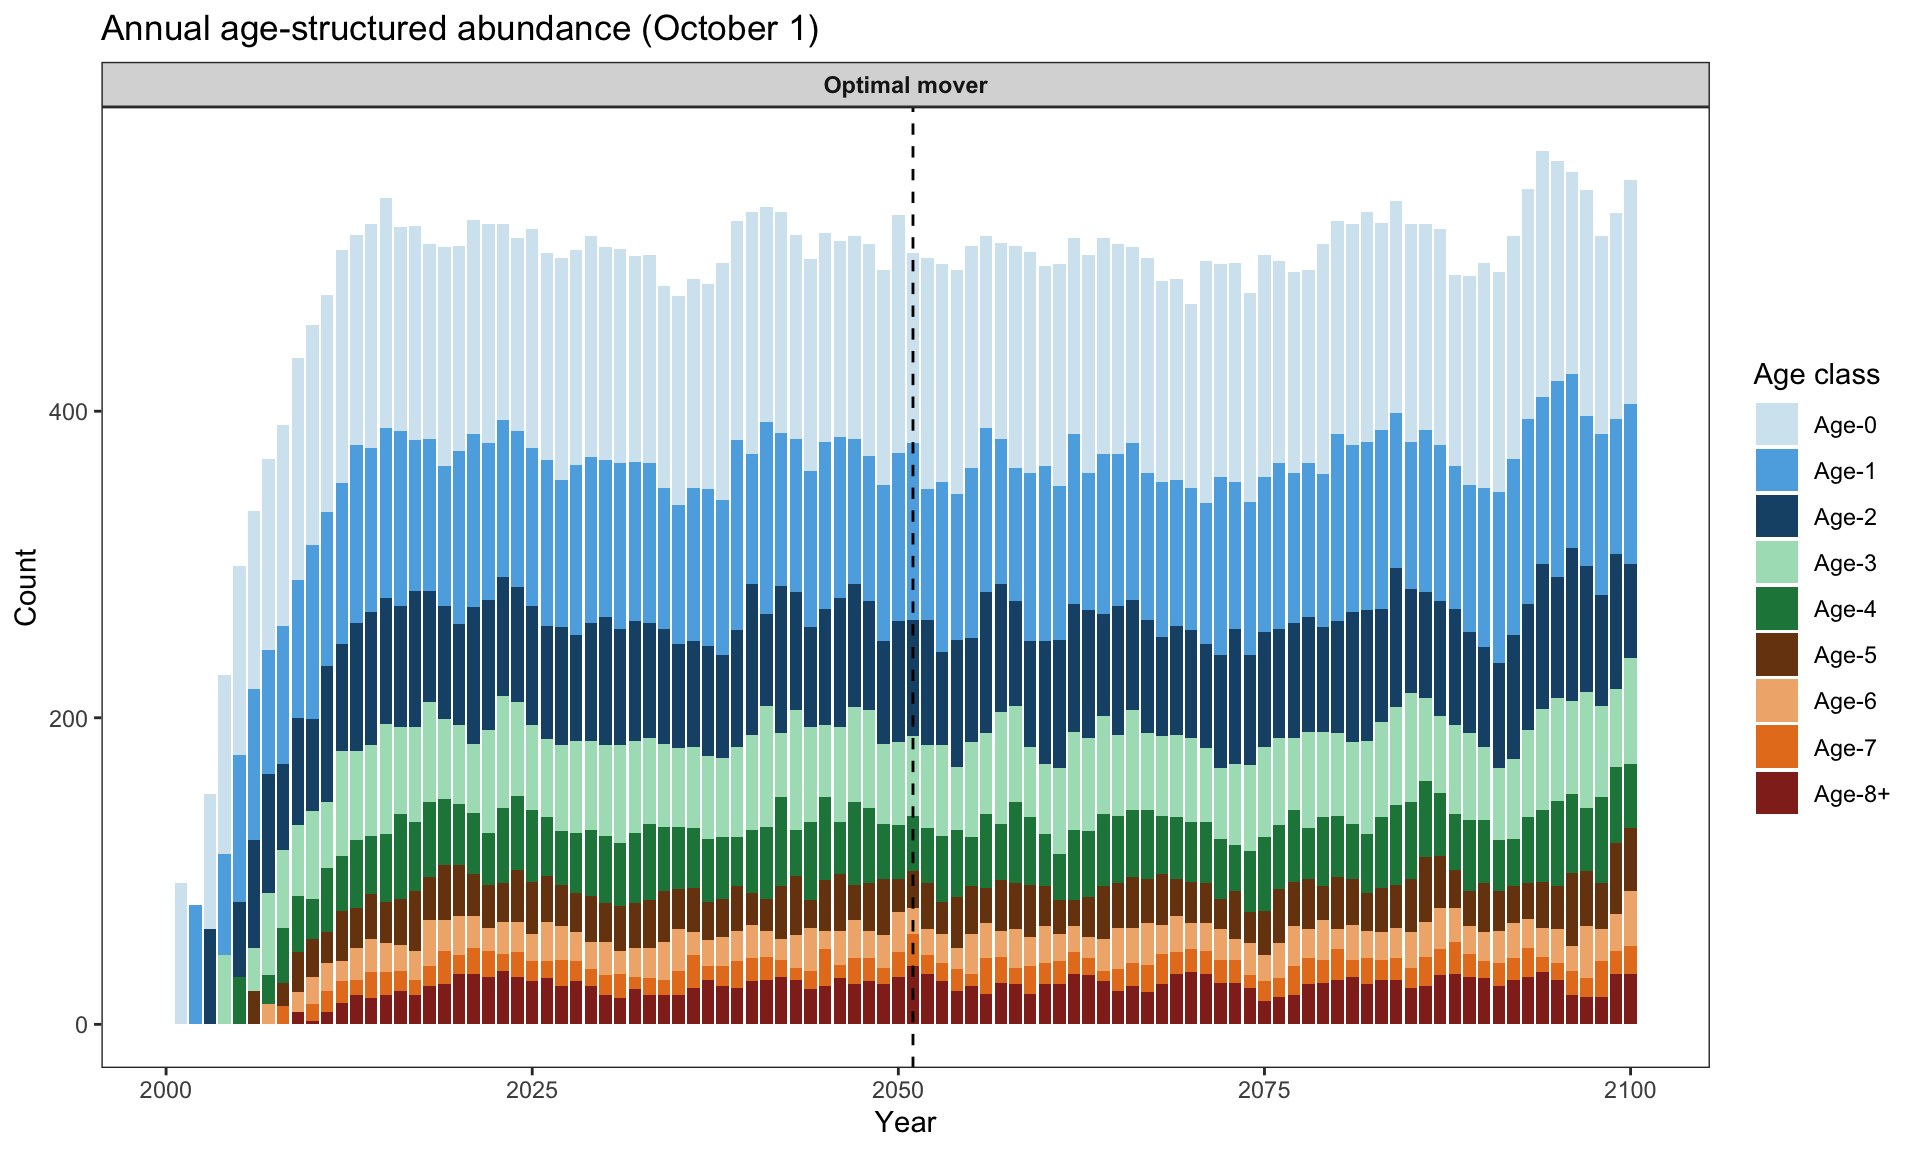 Annual age-structured abundance (October 1)
Optimal mover
Count
400
200
0
2000
2025
2050
2075
2100
Year
Age class
Age-0
Age-1
Age-2
Age-3
Age-4
Age-5
Age-6
Age-7
Age-8+